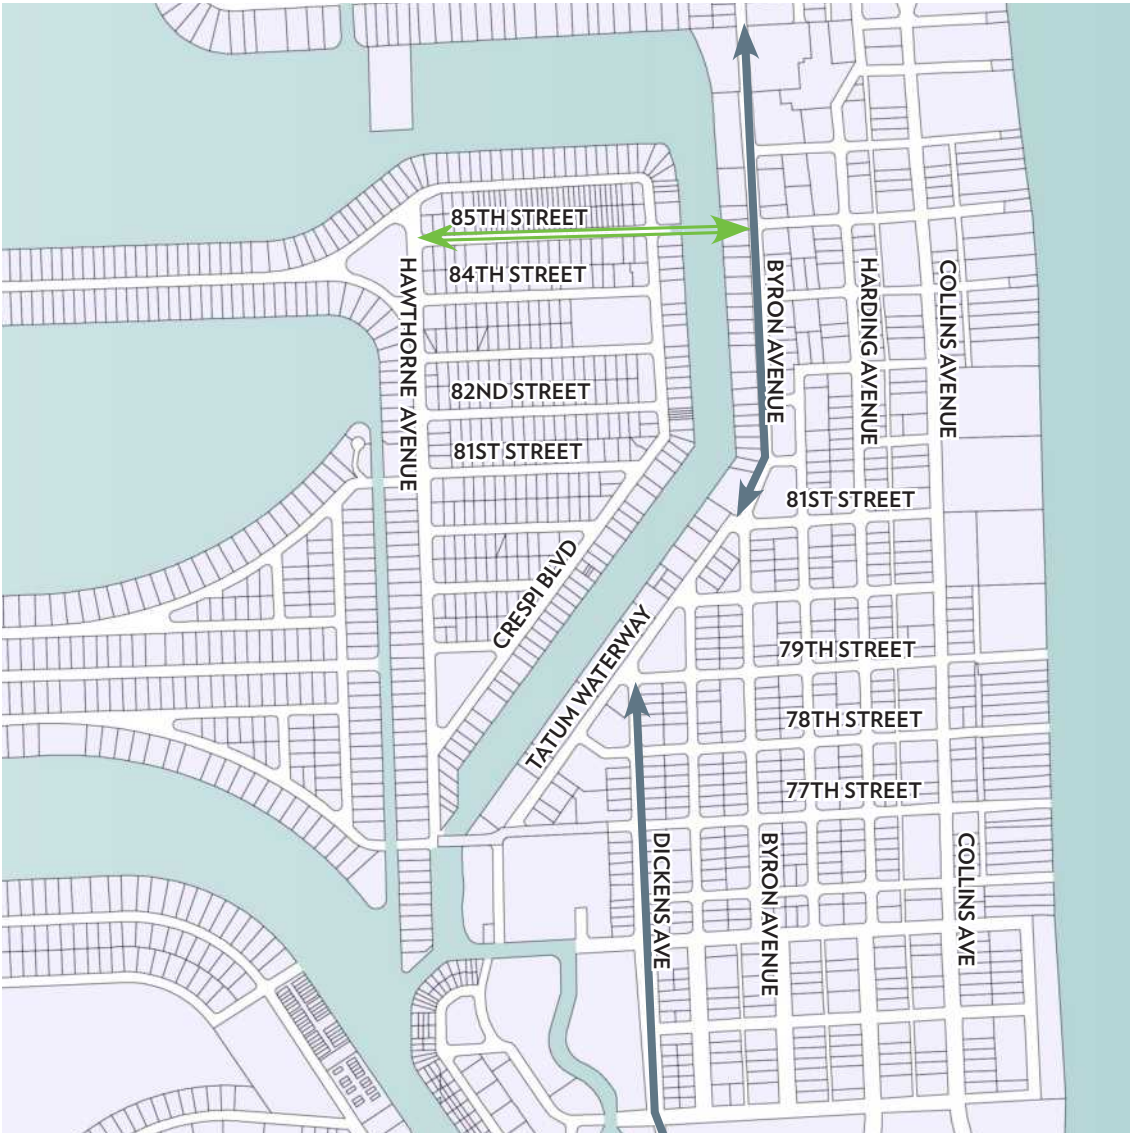 85TH STREET
84TH STREET
HAWTHORNE AVENUE
BYRON AVENUE
HARDING AVENUE
COLLINS AVENUE
82ND STREET
81ST STREET
81ST STREET
CRESPI BLVD
TATUM WATERWAY
79TH STREET
78TH STREET
77TH STREET
DICKENS AVE
BYRON AVENUE
COLLINS AVE